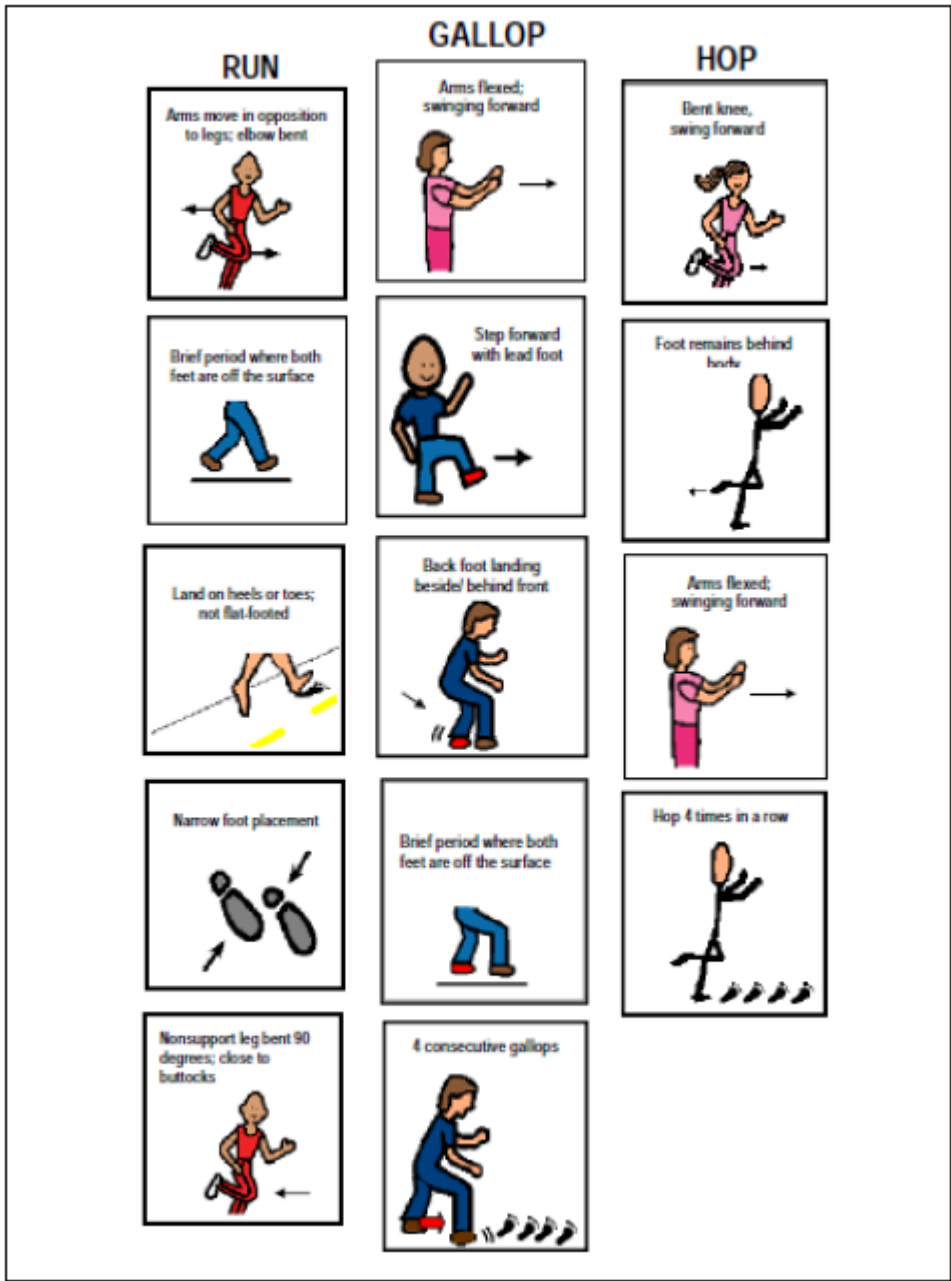 RUN
Arms move in opposition
to legs; elbow bent
Brief period where both
feet are off the surface
Land on heels or toes;
not flat-footed
Narrow foot placement
Nonsupport leg bent 90
degrees; close to
buttocks
GALLOP
Arms flexed;
swinging forward
Step forward
with lead foot
Back foot landing
beside/ behind front
Brief period where both
feet are off the surface
4 consecutive gallops
HOP
Bent knee,
swing forward
Foot remains behind
body
Arms flexed;
swinging forward
Hop 4 times in a row